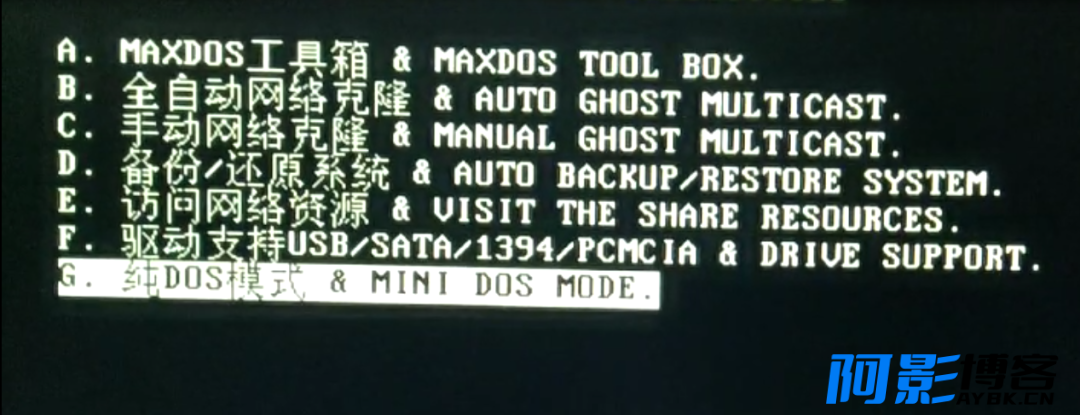 A. MAXDOS工具箱 & MAXDOS TOOL BOX.
B. 全自动网络克隆 & AUTO GHOST MULTICAST.
C. 手动网络克隆 & MANUAL GHOST MULTICAST.
D. 备份/还原系统 & AUTO BACKUP/RESTORE SYSTEM.
E. 访问网络资源 & VISIT THE SHARE RESOURCES.
F. 驱动支持USB/SATA/1394/PCMCIA & DRIVE SUPPORT.
G. 纯DOS模式 & MINI DOS MODE.
阿影博客
AYBK.CN